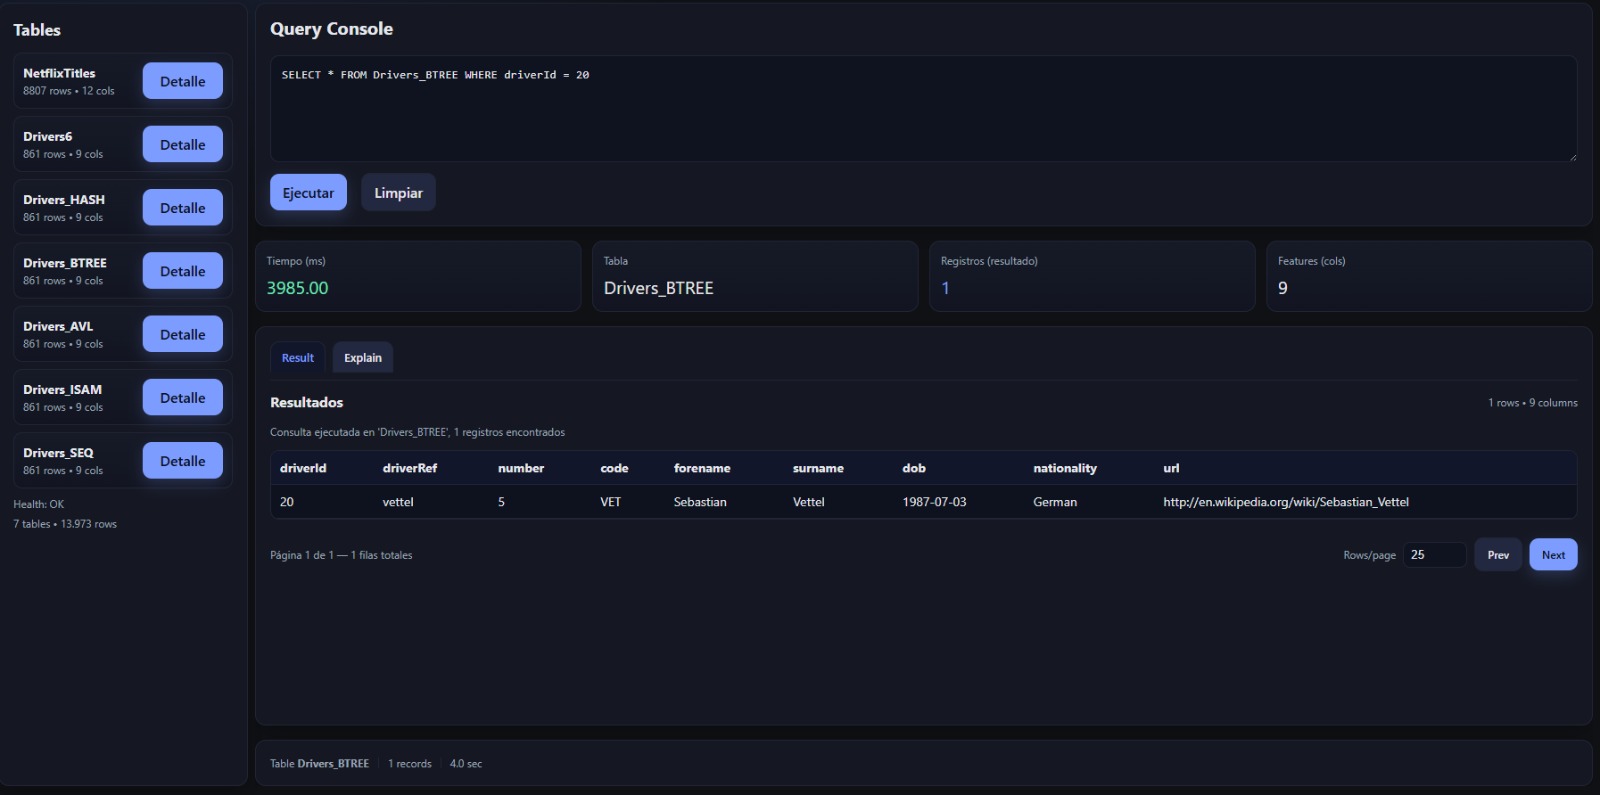 Tables
NetflixTitles
8807 rows • 12 cols
Detalle
Drivers6
861 rows • 9 cols
Detalle
Drivers_HASH
861 rows • 9 cols
Detalle
Drivers_BTREE
861 rows • 9 cols
Detalle
Drivers_AVL
861 rows • 9 cols
Detalle
Drivers_ISAM
861 rows • 9 cols
Detalle
Drivers_SEQ
861 rows • 9 cols
Detalle
Health: OK
7 tables • 13.973 rows
Query Console
SELECT * FROM Drivers_BTREE WHERE driverId = 20
Ejecutar Limpiar
Tiempo (ms)
3985.00
Tabla
Drivers_BTREE
Registros (resultado)
1
Features (cols)
9
Result Explain
Resultados 1 rows • 9 columns
Consulta ejecutada en 'Drivers_BTREE', 1 registros encontrados
driverId driverRef number code forename surname dob nationality url
20 vettel 5 VET Sebastian Vettel 1987-07-03 German http://en.wikipedia.org/wiki/Sebastian_Vettel
Página 1 de 1 — 1 filas totales Rows/page 25 Prev Next
Table Drivers_BTREE 1 records 4.0 sec